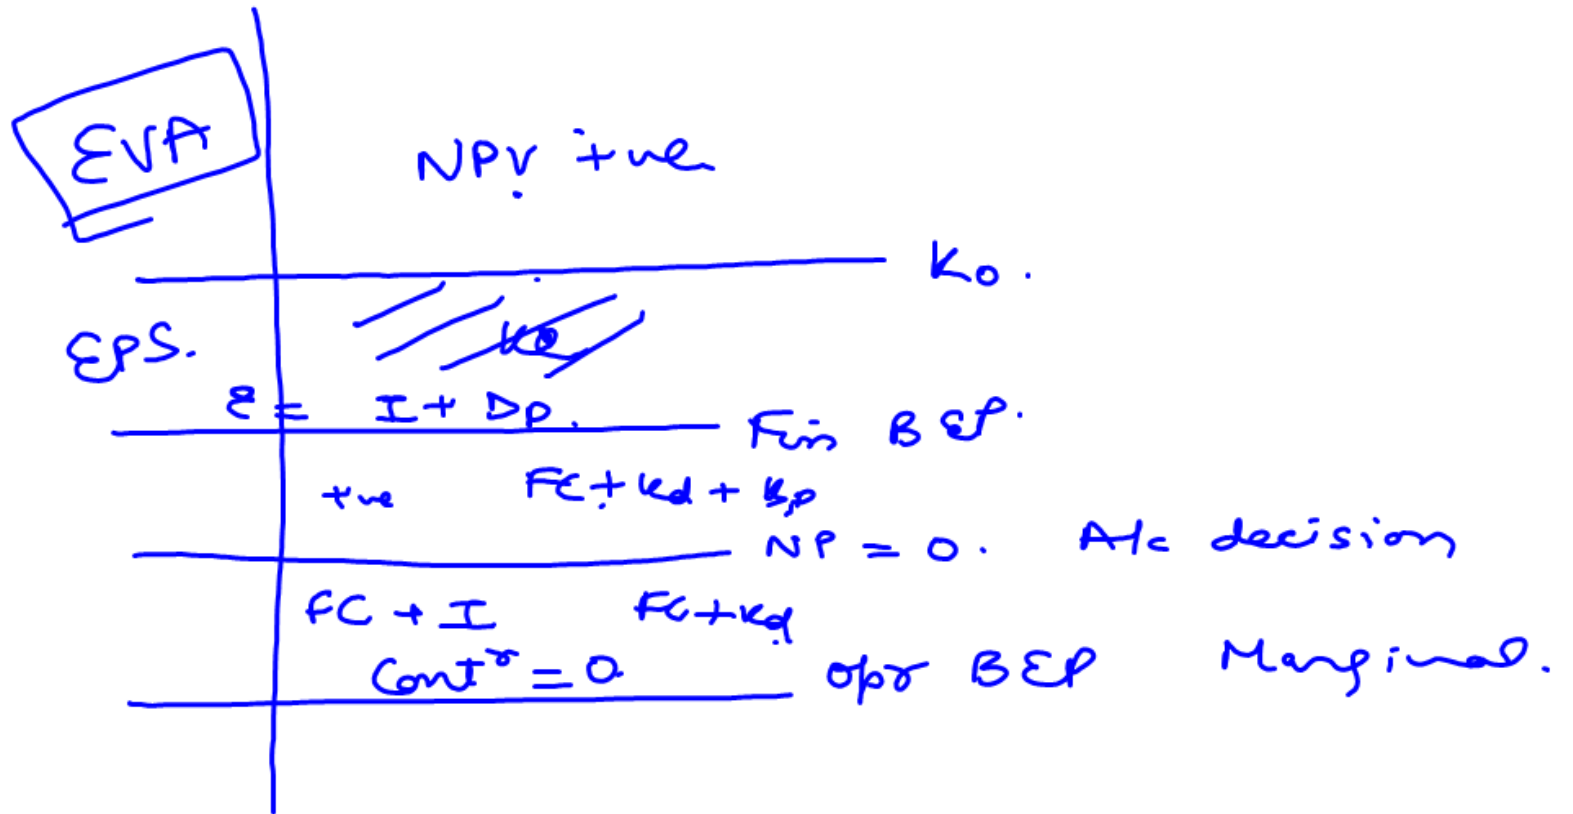 EVA
NPV +ve
Ko.
EPS.
E = I + Dp.
Fin BEP.
+ve FC + Kd + Kp
NP = 0. A/c decision
FC + I FC + Kd
Contr = 0
opr BEP Marginal.